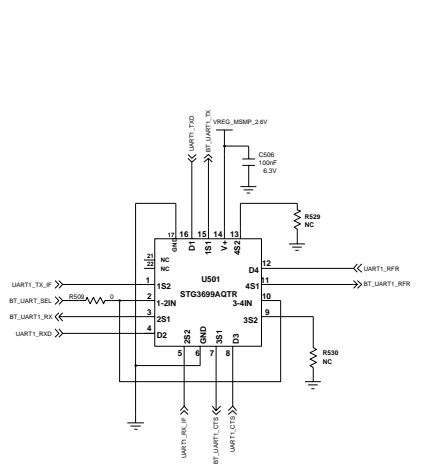 UART1_TXD
BT_UART1_TX
VREG_MSMP_2.6V
C506
100nF
6.3V
17 16 15 14 13
GND
D1
1S1
V+
4S2
R529
NC
21 NC
22 NC
U501
STG3699AQTR
12
D4
UART1_RFR
11
4S1
BT_UART1_RFR
UART1_TX_IF
1
1S2
BT_UART_SEL
R509
0
2
1-2IN
10
3-4IN
BT_UART1_RX
3
2S1
9
3S2
UART1_RXD
4
D2
2S2
GND
3S1
D3
5 6 7 8
R530
NC
UART1_RX_IF
BT_UART1_CTS
UART1_CTS